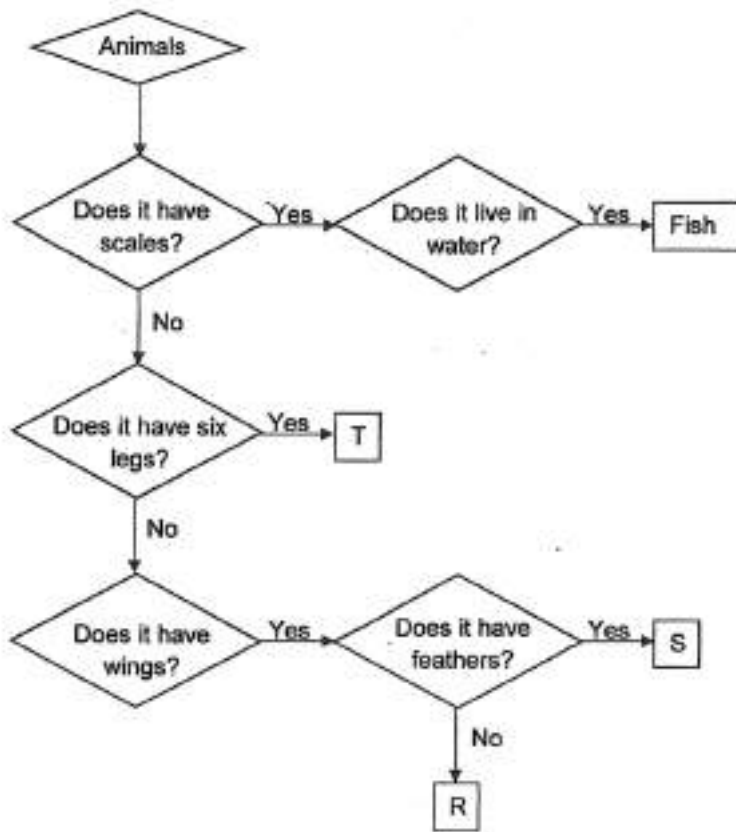 Animals
Does it have
scales?
Yes
Does it live in
water?
Yes
Fish
No
Does it have six
legs?
Yes
T
No
Does it have
wings?
Yes
Does it have
feathers?
Yes
S
No
R